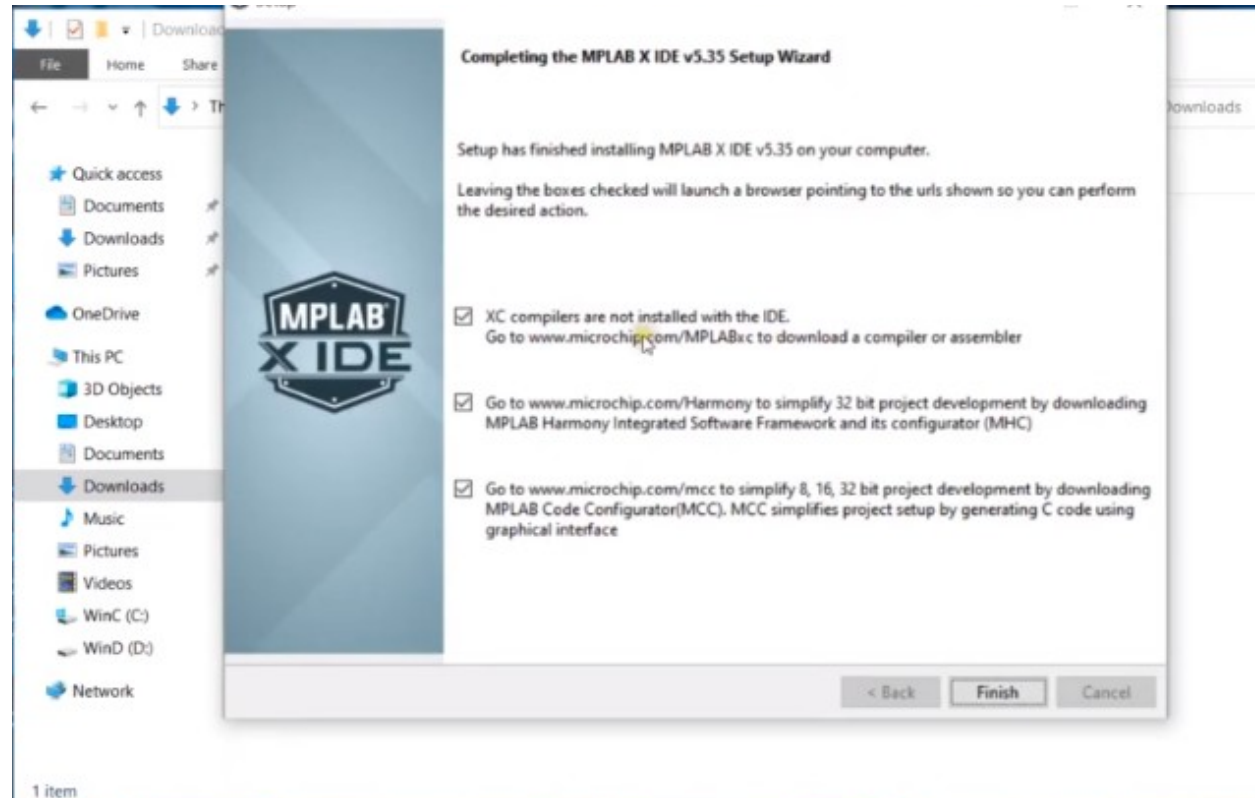 Setup
Downloa
File Home Share
Th
ownloads
Quick access
Documents
Downloads
Pictures
OneDrive
This PC
3D Objects
Desktop
Documents
Downloads
Music
Pictures
Videos
WinC (C:)
WinD (D:)
Network
1 item
MPLAB
X IDE
Completing the MPLAB X IDE v5.35 Setup Wizard
Setup has finished installing MPLAB X IDE v5.35 on your computer.
Leaving the boxes checked will launch a browser pointing to the urls shown so you can perform
the desired action.
XC compilers are not installed with the IDE.
Go to www.microchip.com/MPLABxc to download a compiler or assembler
Go to www.microchip.com/Harmony to simplify 32 bit project development by downloading
MPLAB Harmony Integrated Software Framework and its configurator (MHC)
Go to www.microchip.com/mcc to simplify 8, 16, 32 bit project development by downloading
MPLAB Code Configurator(MCC). MCC simplifies project setup by generating C code using
graphical interface
< Back Finish Cancel